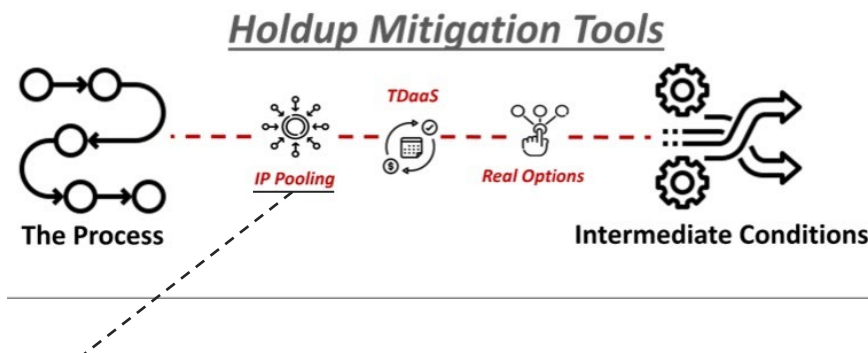 Holdup Mitigation Tools
TDaaS
$
IP Pooling
Real Options
The Process
Intermediate Conditions